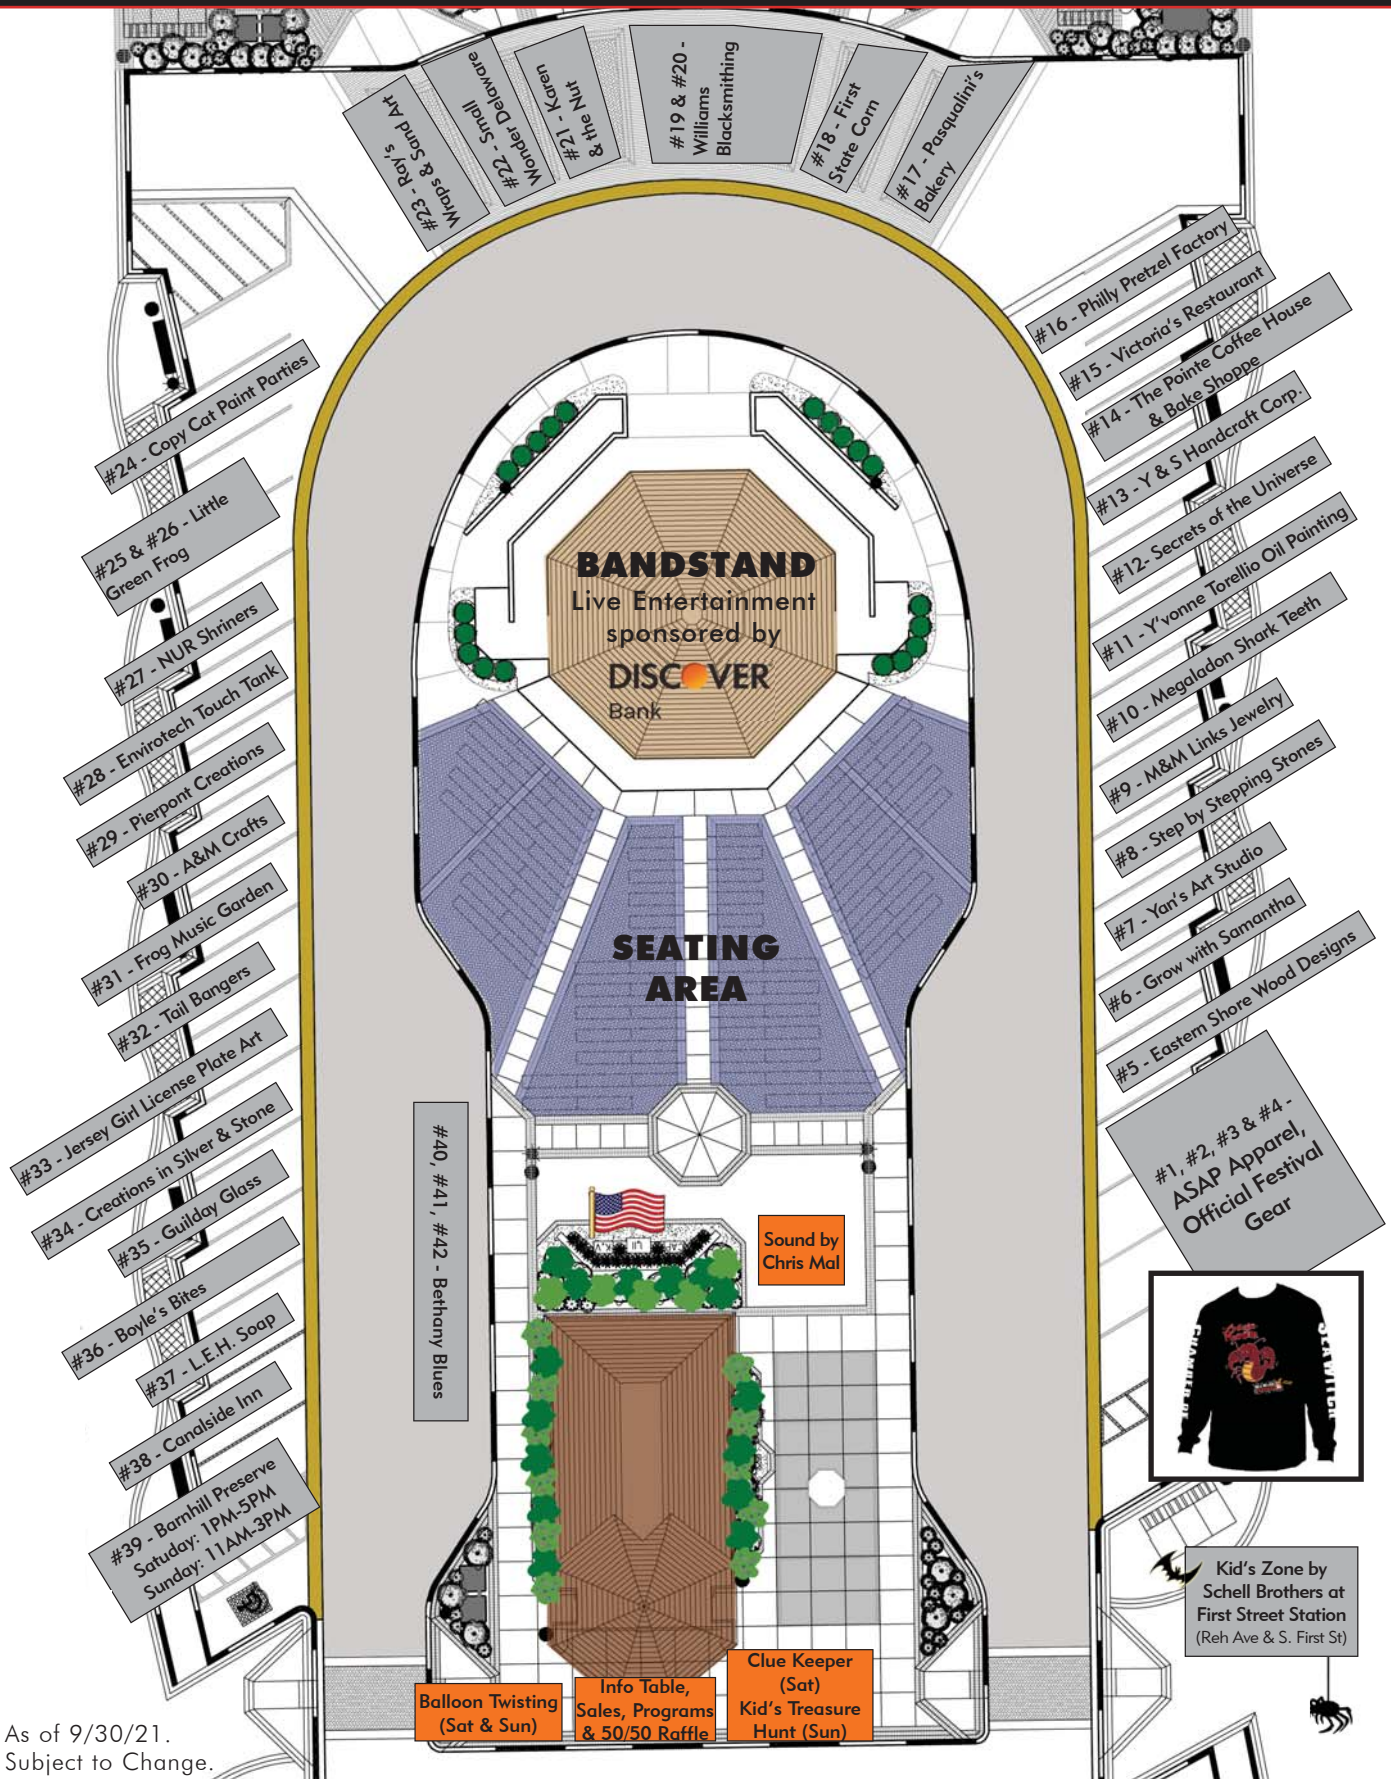 #23 - Ray's
Wraps & Sand Art
#22 - Small
Wonder Delaware
#21 - Karen
& the Nut
#19 & #20 -
Williams
Blacksmithing
#18 - First
State Corn
#17 - Pasqualini's
Bakery
#16 - Philly Pretzel Factory
#15 - Victoria's Restaurant
#14 - The Pointe Coffee House
& Bake Shoppe
#13 - Y & S Handcraft Corp.
#12- Secrets of the Universe
#11 - Y'vonne Torellio Oil Painting
#10 - Megaladon Shark Teeth
#9 - M&M Links Jewelry
#8 - Step by Stepping Stones
#7 - Yan's Art Studio
#6 - Grow with Samantha
#5 - Eastern Shore Wood Designs
#1, #2, #3 & #4 -
ASAP Apparel,
Official Festival
Gear
#24 - Copy Cat Paint Parties
#25 & #26 - Little
Green Frog
#27 - NUR Shriners
#28 - Envirotech Touch Tank
#29 - Pierpont Creations
#30 - A&M Crafts
#31 - Frog Music Garden
#32 - Tail Bangers
#33 - Jersey Girl License Plate Art
#34 - Creations in Silver & Stone
#35 - Guilday Glass
#36 - Boyle's Bites
#37 - L.E.H. Soap
#38 - Canalside Inn
#39 - Barnhill Preserve
Satuday: 1PM-5PM
Sunday: 11AM-3PM
BANDSTAND
Live Entertainment
sponsored by
DISCOVER
Bank
SEATING
AREA
#40, #41, #42 - Bethany Blues
Sound by
Chris Mal
SEA WITCH
CHAMBER OF
Kid's Zone by
Schell Brothers at
First Street Station
(Reh Ave & S. First St)
Balloon Twisting
(Sat & Sun)
Info Table,
Sales, Programs
& 50/50 Raffle
Clue Keeper
(Sat)
Kid's Treasure
Hunt (Sun)
As of 9/30/21.
Subject to Change.